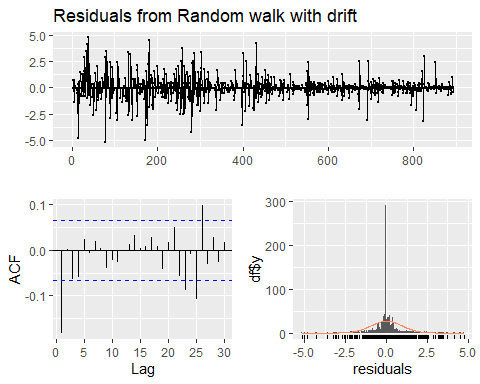 Residuals from Random walk with drift
5.0
2.5
0.0
-2.5
-5.0
0 200 400 600 800
0.1
0.0
-0.1
ACF
0 5 10 15 20 25 30
Lag
300
200
100
0
df$y
-5.0 -2.5 0.0 2.5 5.0
residuals